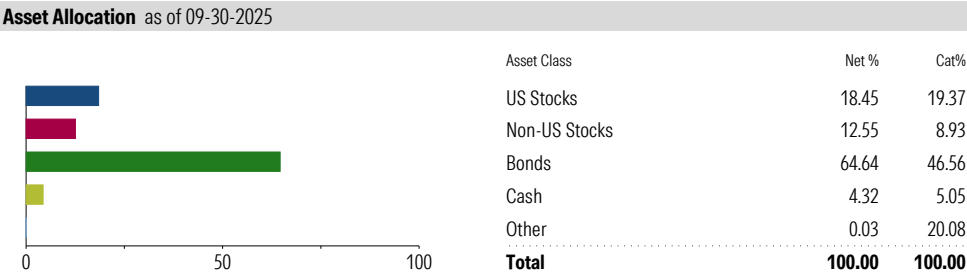 Asset Allocation as of 09-30-2025
Asset Class Net % Cat%
US Stocks 18.45 19.37
Non-US Stocks 12.55 8.93
Bonds 64.64 46.56
Cash 4.32 5.05
Other 0.03 20.08
0 50 100
Total 100.00 100.00